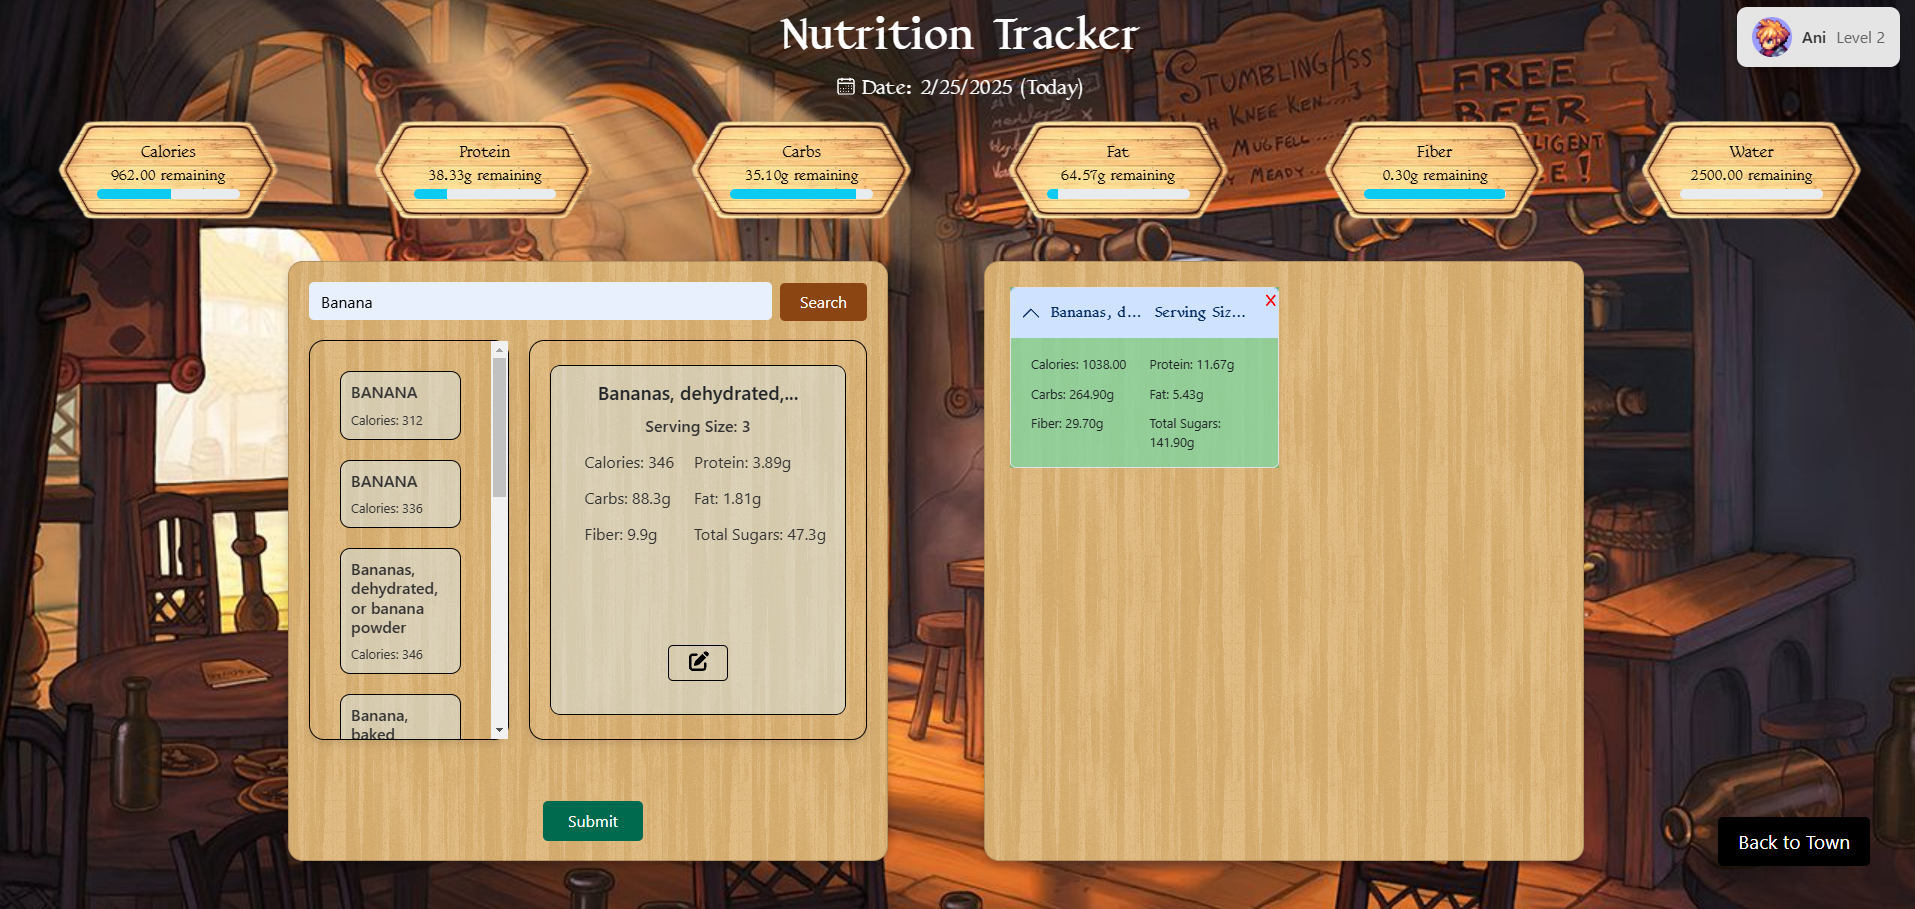 Nutrition Tracker
Date: 2/25/2025 (Today)
Ani Level 2
STUMBLING ASS
KNEE KEN....3
MUGFELL
MEADY
FREE
BEER
Calories
962.00 remaining
Protein
38.33g remaining
Carbs
35.10g remaining
Fat
64.57g remaining
Fiber
0.30g remaining
Water
2500.00 remaining
Banana
Search
BANANA
Calories: 312
BANANA
Calories: 336
Bananas,
dehydrated,
or banana
powder
Calories: 346
Banana,
baked
Bananas, dehydrated,...
Serving Size: 3
Calories: 346 Protein: 3.89g
Carbs: 88.3g Fat: 1.81g
Fiber: 9.9g Total Sugars: 47.3g
Submit
Bananas, d... Serving Siz... X
Calories: 1038.00 Protein: 11.67g
Carbs: 264.90g Fat: 5.43g
Fiber: 29.70g Total Sugars:
141.90g
Back to Town